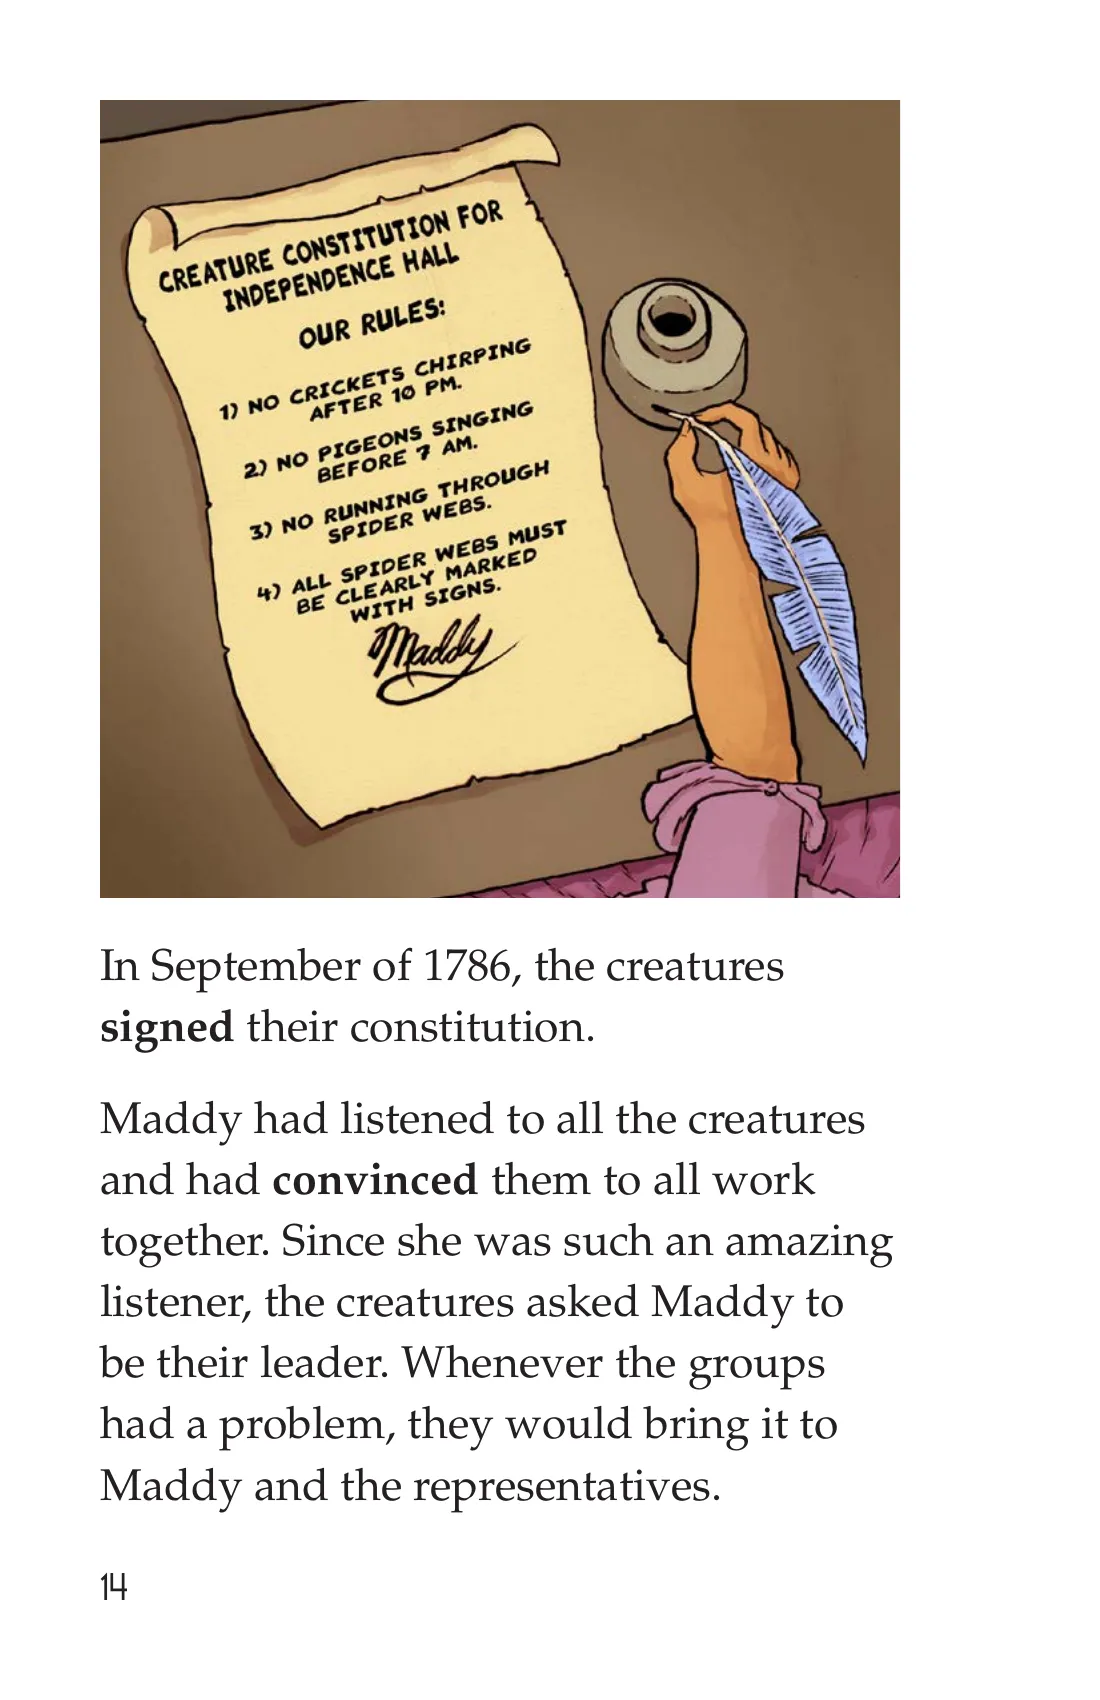 CREATURE CONSTITUTION FOR
INDEPENDENCE HALL
OUR RULES:
1) NO CRICKETS CHIRPING
AFTER 10 PM.
2) NO PIGEONS SINGING
BEFORE 7 AM.
3) NO RUNNING THROUGH
SPIDER WEBS.
4) ALL SPIDER WEBS MUST
BE CLEARLY MARKED
WITH SIGNS.
Maddy
In September of 1786, the creatures
signed their constitution.
Maddy had listened to all the creatures
and had convinced them to all work
together. Since she was such an amazing
listener, the creatures asked Maddy to
be their leader. Whenever the groups
had a problem, they would bring it to
Maddy and the representatives.
14